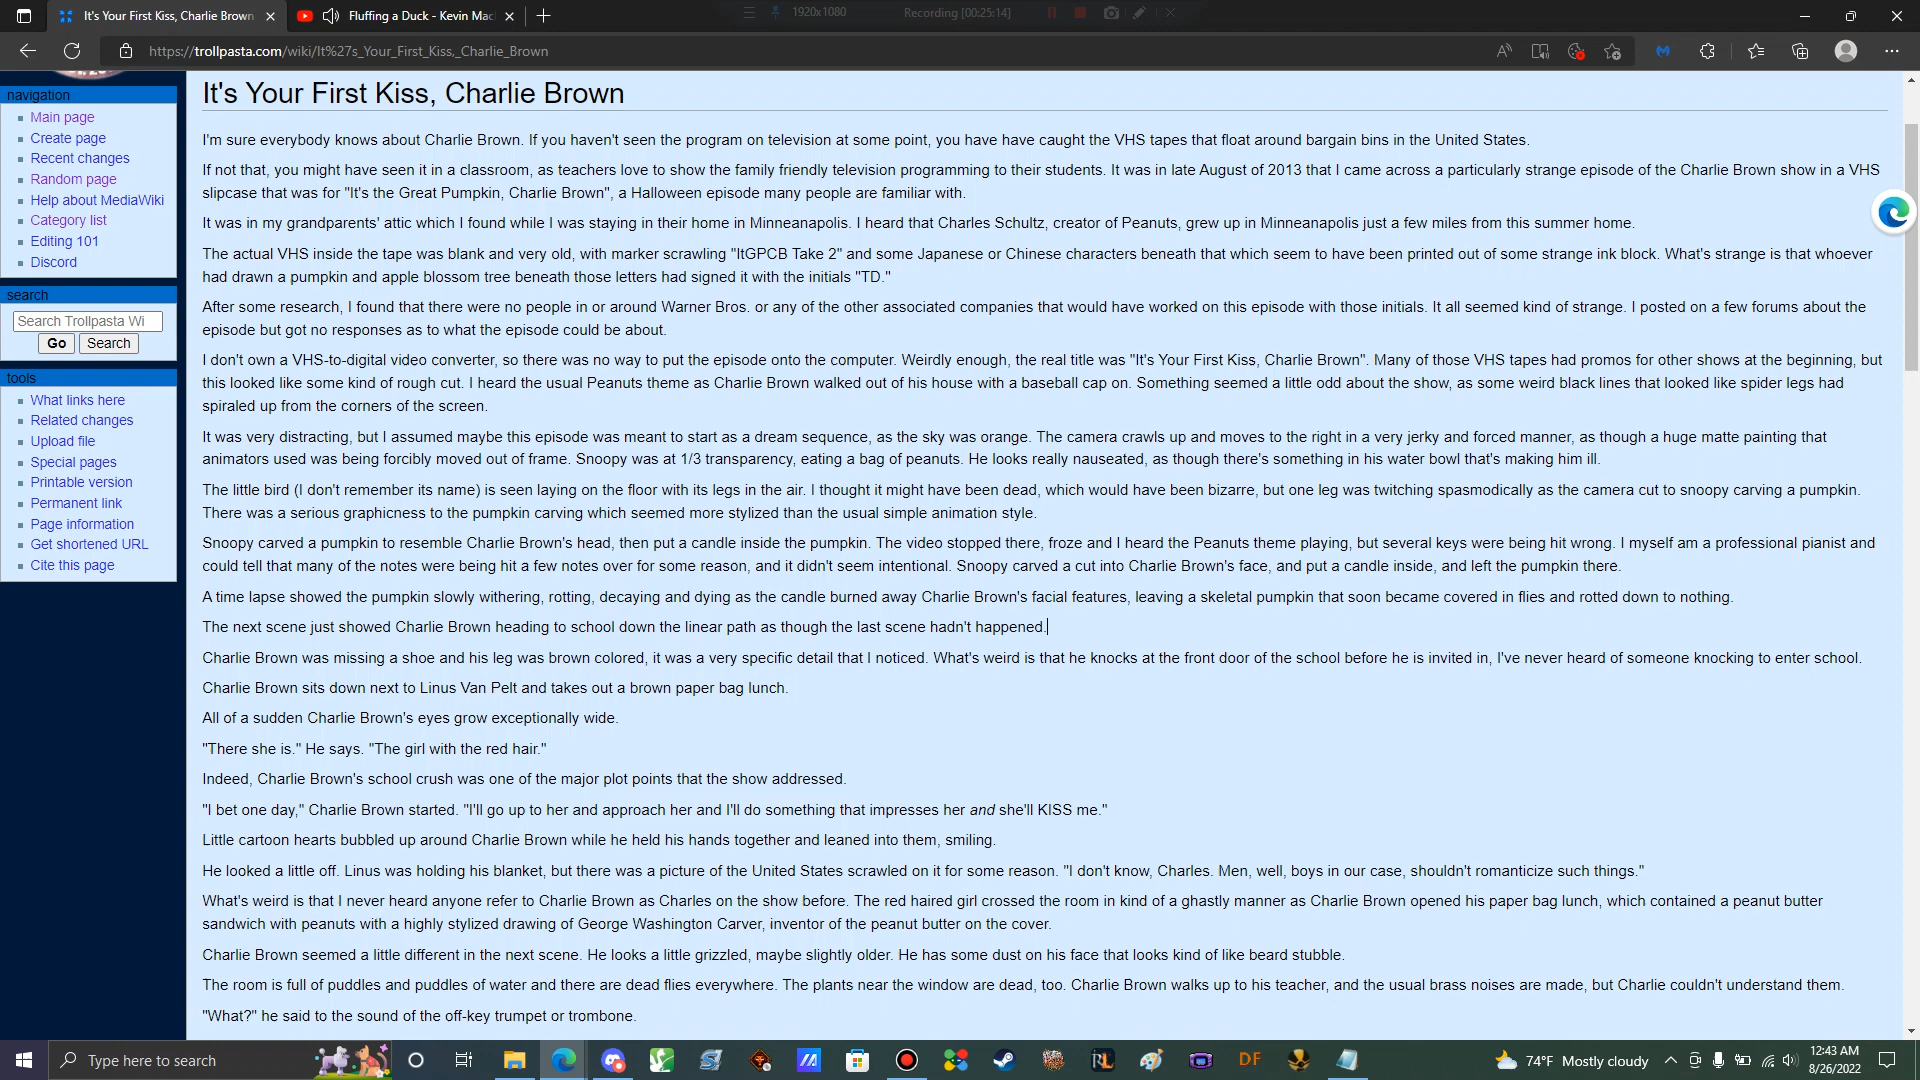 It's Your First Kiss, Charlie Brown
Fluffing a Duck - Kevin Mac
1920x1080
Recording [00:25:14]
https://trollpasta.com/wiki/It%27s_Your_First_Kiss,_Charlie_Brown
navigation
Main page
Create page
Recent changes
Random page
Help about MediaWiki
Category list
Editing 101
Discord
search
Search Trollpasta Wi
Go Search
tools
What links here
Related changes
Upload file
Special pages
Printable version
Permanent link
Page information
Get shortened URL
Cite this page
It's Your First Kiss, Charlie Brown
I'm sure everybody knows about Charlie Brown. If you haven't seen the program on television at some point, you have have caught the VHS tapes that float around bargain bins in the United States.
If not that, you might have seen it in a classroom, as teachers love to show the family friendly television programming to their students. It was in late August of 2013 that I came across a particularly strange episode of the Charlie Brown show in a VHS
slipcase that was for "It's the Great Pumpkin, Charlie Brown", a Halloween episode many people are familiar with.
It was in my grandparents' attic which I found while I was staying in their home in Minneanapolis. I heard that Charles Schultz, creator of Peanuts, grew up in Minneanapolis just a few miles from this summer home.
The actual VHS inside the tape was blank and very old, with marker scrawling "ItGPCB Take 2" and some Japanese or Chinese characters beneath that which seem to have been printed out of some strange ink block. What's strange is that whoever
had drawn a pumpkin and apple blossom tree beneath those letters had signed it with the initials "TD."
After some research, I found that there were no people in or around Warner Bros. or any of the other associated companies that would have worked on this episode with those initials. It all seemed kind of strange. I posted on a few forums about the
episode but got no responses as to what the episode could be about.
I don't own a VHS-to-digital video converter, so there was no way to put the episode onto the computer. Weirdly enough, the real title was "It's Your First Kiss, Charlie Brown". Many of those VHS tapes had promos for other shows at the beginning, but
this looked like some kind of rough cut. I heard the usual Peanuts theme as Charlie Brown walked out of his house with a baseball cap on. Something seemed a little odd about the show, as some weird black lines that looked like spider legs had
spiraled up from the corners of the screen.
It was very distracting, but I assumed maybe this episode was meant to start as a dream sequence, as the sky was orange. The camera crawls up and moves to the right in a very jerky and forced manner, as though a huge matte painting that
animators used was being forcibly moved out of frame. Snoopy was at 1/3 transparency, eating a bag of peanuts. He looks really nauseated, as though there's something in his water bowl that's making him ill.
The little bird (I don't remember its name) is seen laying on the floor with its legs in the air. I thought it might have been dead, which would have been bizarre, but one leg was twitching spasmodically as the camera cut to snoopy carving a pumpkin.
There was a serious graphicness to the pumpkin carving which seemed more stylized than the usual simple animation style.
Snoopy carved a pumpkin to resemble Charlie Brown's head, then put a candle inside the pumpkin. The video stopped there, froze and I heard the Peanuts theme playing, but several keys were being hit wrong. I myself am a professional pianist and
could tell that many of the notes were being hit a few notes over for some reason, and it didn't seem intentional. Snoopy carved a cut into Charlie Brown's face, and put a candle inside, and left the pumpkin there.
A time lapse showed the pumpkin slowly withering, rotting, decaying and dying as the candle burned away Charlie Brown's facial features, leaving a skeletal pumpkin that soon became covered in flies and rotted down to nothing.
The next scene just showed Charlie Brown heading to school down the linear path as though the last scene hadn't happened.
Charlie Brown was missing a shoe and his leg was brown colored, it was a very specific detail that I noticed. What's weird is that he knocks at the front door of the school before he is invited in, I've never heard of someone knocking to enter school.
Charlie Brown sits down next to Linus Van Pelt and takes out a brown paper bag lunch.
All of a sudden Charlie Brown's eyes grow exceptionally wide.
"There she is." He says. "The girl with the red hair."
Indeed, Charlie Brown's school crush was one of the major plot points that the show addressed.
"I bet one day," Charlie Brown started. "I'll go up to her and approach her and I'll do something that impresses her and she'll KISS me."
Little cartoon hearts bubbled up around Charlie Brown while he held his hands together and leaned into them, smiling.
He looked a little off. Linus was holding his blanket, but there was a picture of the United States scrawled on it for some reason. "I don't know, Charles. Men, well, boys in our case, shouldn't romanticize such things."
What's weird is that I never heard anyone refer to Charlie Brown as Charles on the show before. The red haired girl crossed the room in kind of a ghastly manner as Charlie Brown opened his paper bag lunch, which contained a peanut butter
sandwich with peanuts with a highly stylized drawing of George Washington Carver, inventor of the peanut butter on the cover.
Charlie Brown seemed a little different in the next scene. He looks a little grizzled, maybe slightly older. He has some dust on his face that looks kind of like beard stubble.
The room is full of puddles and puddles of water and there are dead flies everywhere. The plants near the window are dead, too. Charlie Brown walks up to his teacher, and the usual brass noises are made, but Charlie couldn't understand them.
"What?" he said to the sound of the off-key trumpet or trombone.
Type here to search
DF
74°F Mostly cloudy
12:43 AM
8/26/2022